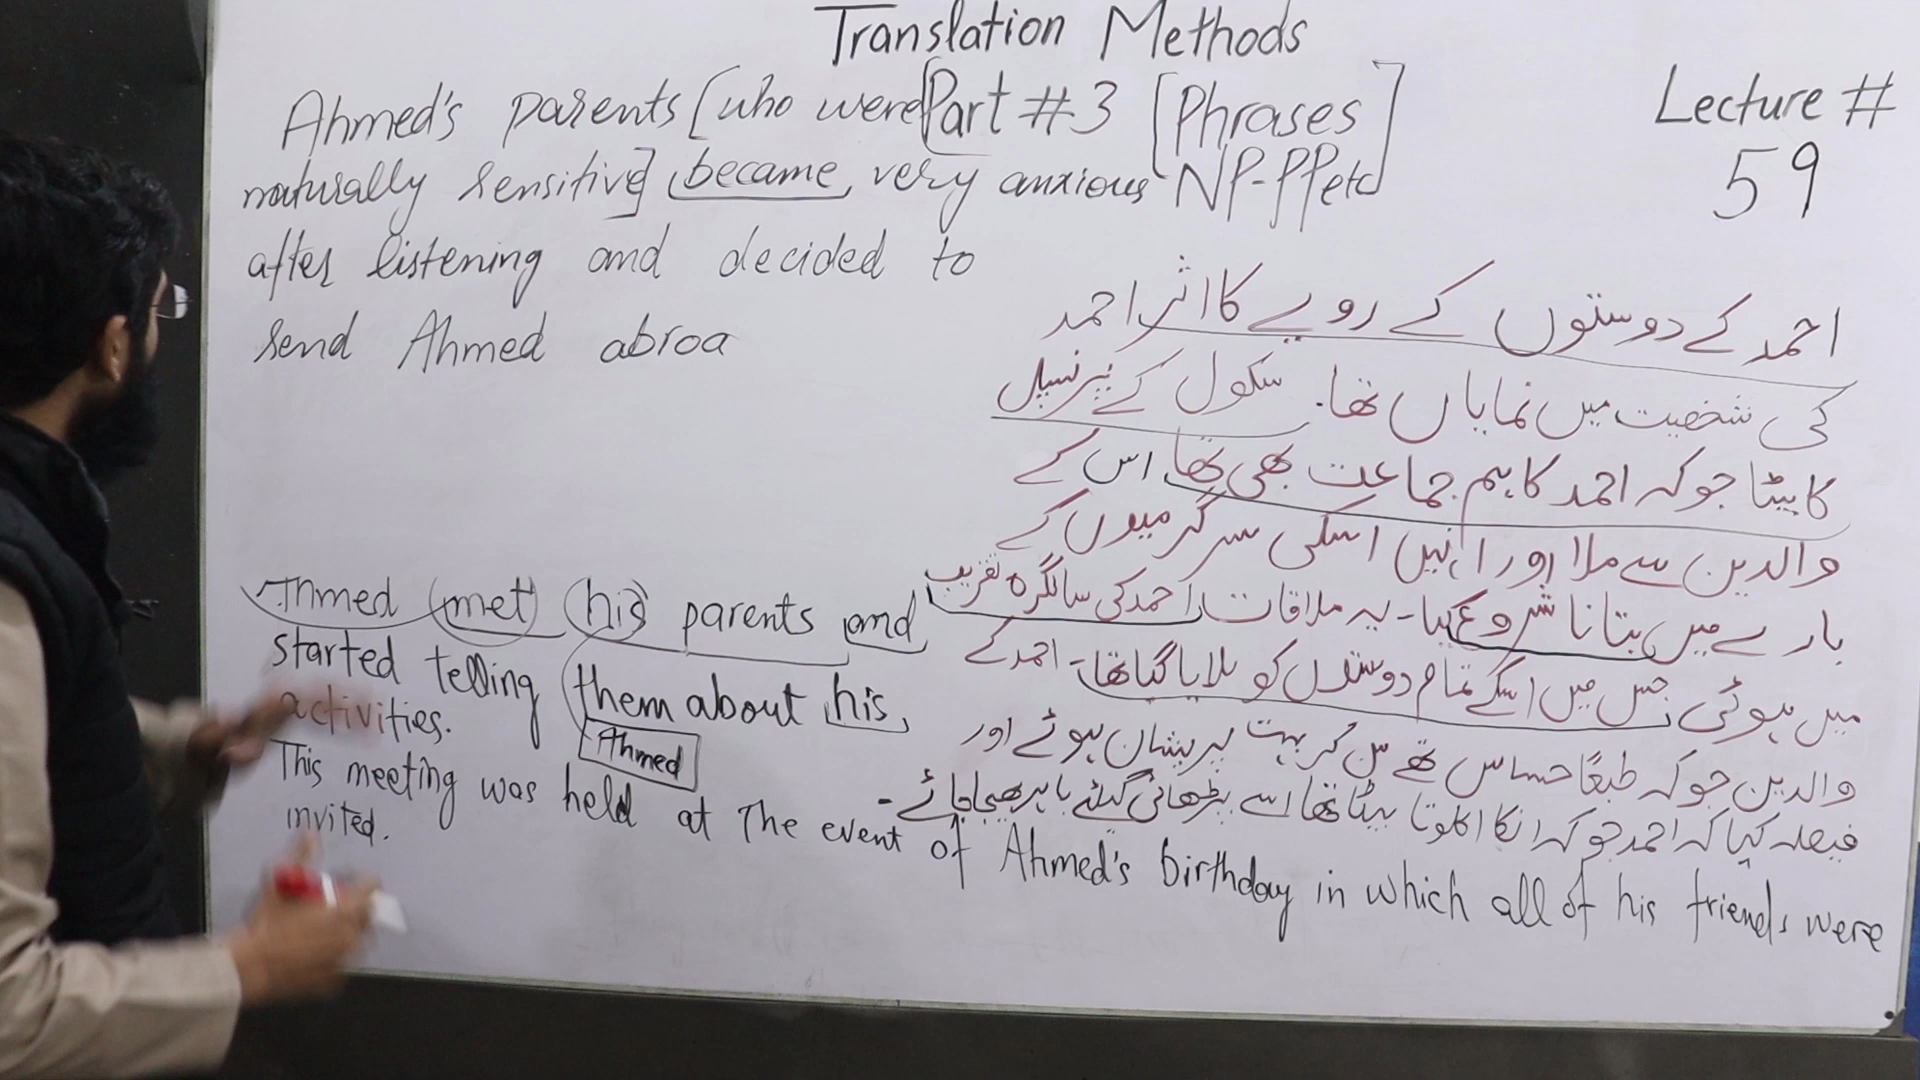 Translation Methods
Part #3 [Phrases
NP-PP etc]
Lecture #
59
Ahmed's parents [who were
naturally sensitive] became very anxious
after listening and decided to
send Ahmed abroa
احمد کے دوستوں کے رویے کا اثر احمد
کی شخصیت میں نمایاں تھا۔ سکول کے پرنسپل
کا بیٹا جو کہ احمد کا ہم جماعت بھی تھا اس کے
والدین سے ملا اور انہیں اسکی سرگرمیوں کے
بارے میں بتانا شروع کیا۔ یہ ملاقات احمد کی سالگرہ تقریب
میں ہوئی جس میں اسکے تمام دوستوں کو بلایا گیا تھا۔ احمد کے
والدین جو کہ طبعاً حساس تھے سن کر بہت پریشان ہوئے اور
فیصلہ کیا کہ احمد جو کہ انکا اکلوتا بیٹا تھا اسے پڑھائی کیلئے باہر بھیجا جائے۔
Ahmed met his parents and
started telling them about his
activities.
Ahmed
This meeting was held at The event of Ahmed's birthday in which all of his friends were
invited.